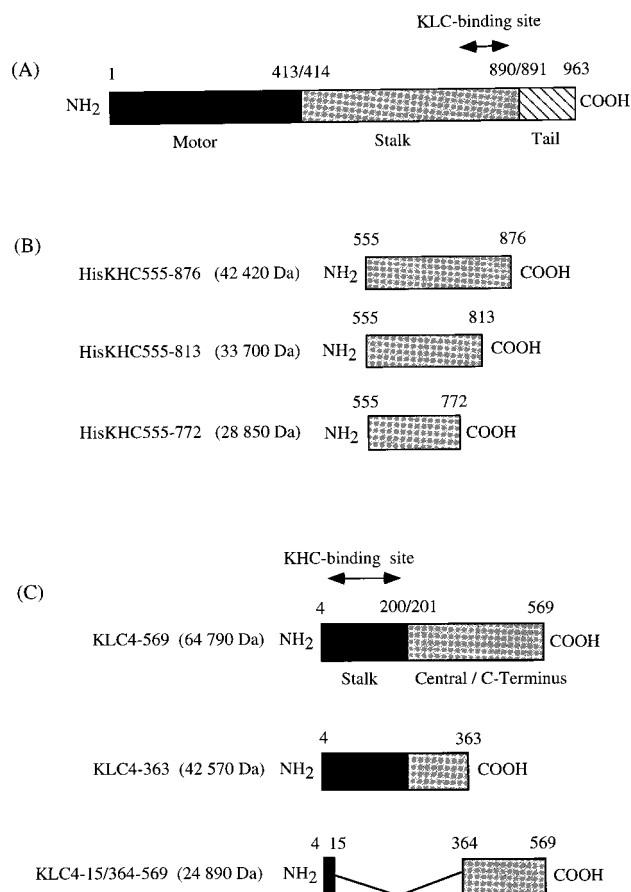 KLC-binding site
(A)
1 413/414 890/891 963
NH2 COOH
Motor Stalk Tail
(B)
555 876
HisKHC555-876 (42 420 Da) NH2 COOH
555 813
HisKHC555-813 (33 700 Da) NH2 COOH
555 772
HisKHC555-772 (28 850 Da) NH2 COOH
KHC-binding site
(C)
4 200/201 569
KLC4-569 (64 790 Da) NH2 COOH
Stalk Central / C-Terminus
4 363
KLC4-363 (42 570 Da) NH2 COOH
4 15 364 569
KLC4-15/364-569 (24 890 Da) NH2 COOH